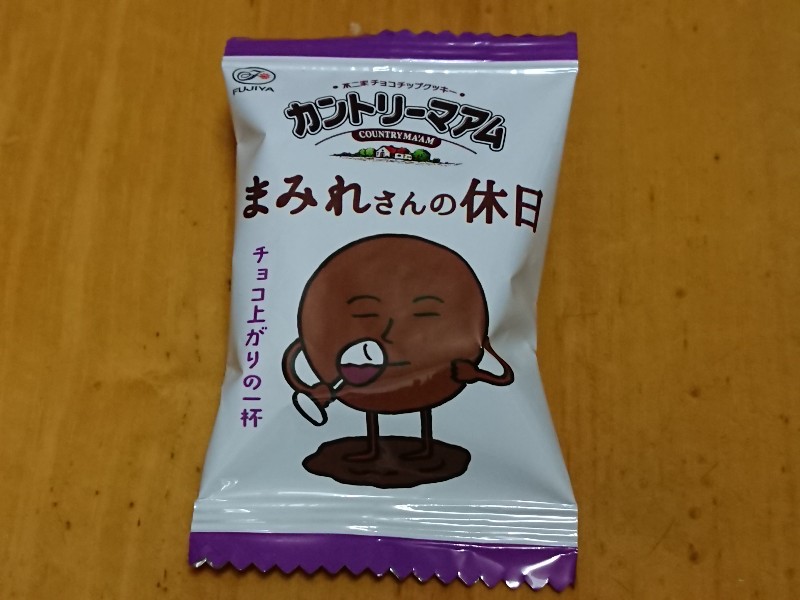 FUJIYA
不二家チョコチップクッキー
カントリーマアム
COUNTRY MA'AM
まみれさんの休日
チョコ上がりの一杯